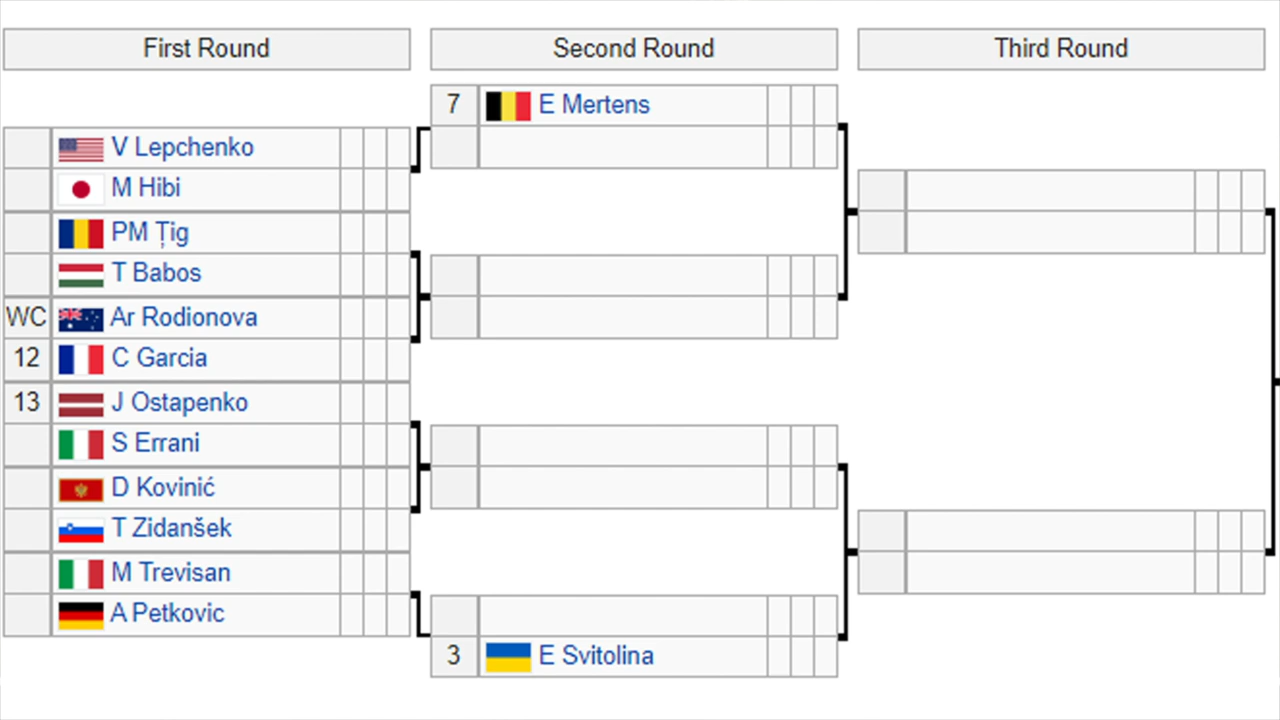 First Round
Second Round
Third Round
7 E Mertens
V Lepchenko
M Hibi
PM Țig
T Babos
WC Ar Rodionova
12 C Garcia
13 J Ostapenko
S Errani
D Kovinić
T Zidanšek
M Trevisan
A Petkovic
3 E Svitolina